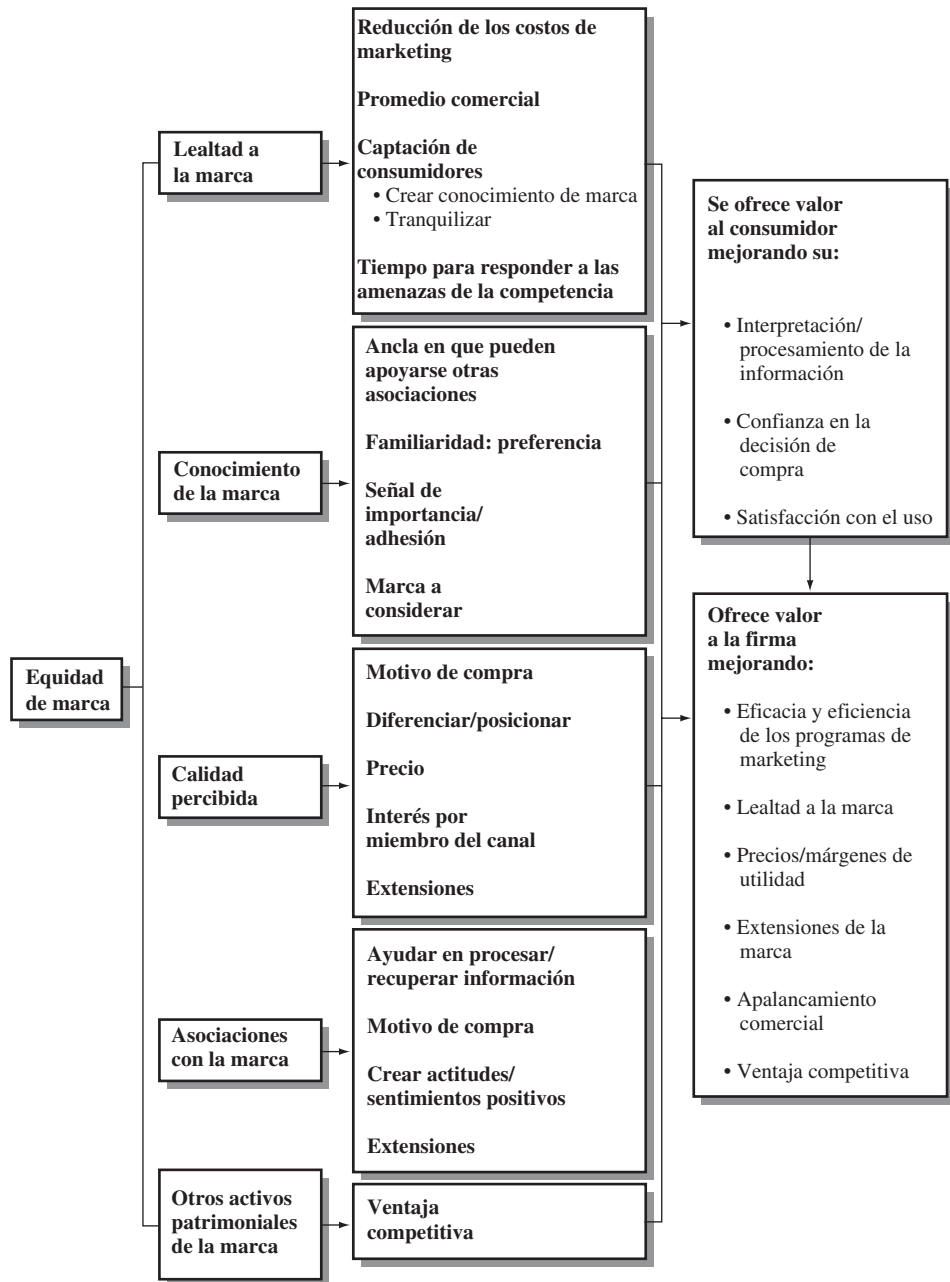 Equidad
de marca
Lealtad a
la marca
Reducción de los costos de
marketing
Promedio comercial
Captación de
consumidores
• Crear conocimiento de marca
• Tranquilizar
Tiempo para responder a las
amenazas de la competencia
Conocimiento
de la marca
Ancla en que pueden
apoyarse otras
asociaciones
Familiaridad: preferencia
Señal de
importancia/
adhesión
Marca a
considerar
Calidad
percibida
Motivo de compra
Diferenciar/posicionar
Precio
Interés por
miembro del canal
Extensiones
Asociaciones
con la marca
Ayudar en procesar/
recuperar información
Motivo de compra
Crear actitudes/
sentimientos positivos
Extensiones
Otros activos
patrimoniales
de la marca
Ventaja
competitiva
Se ofrece valor
al consumidor
mejorando su:
• Interpretación/
procesamiento de la
información
• Confianza en la
decisión de
compra
• Satisfacción con el uso
Ofrece valor
a la firma
mejorando:
• Eficacia y eficiencia
de los programas de
marketing
• Lealtad a la marca
• Precios/márgenes de
utilidad
• Extensiones de la
marca
• Apalancamiento
comercial
• Ventaja competitiva